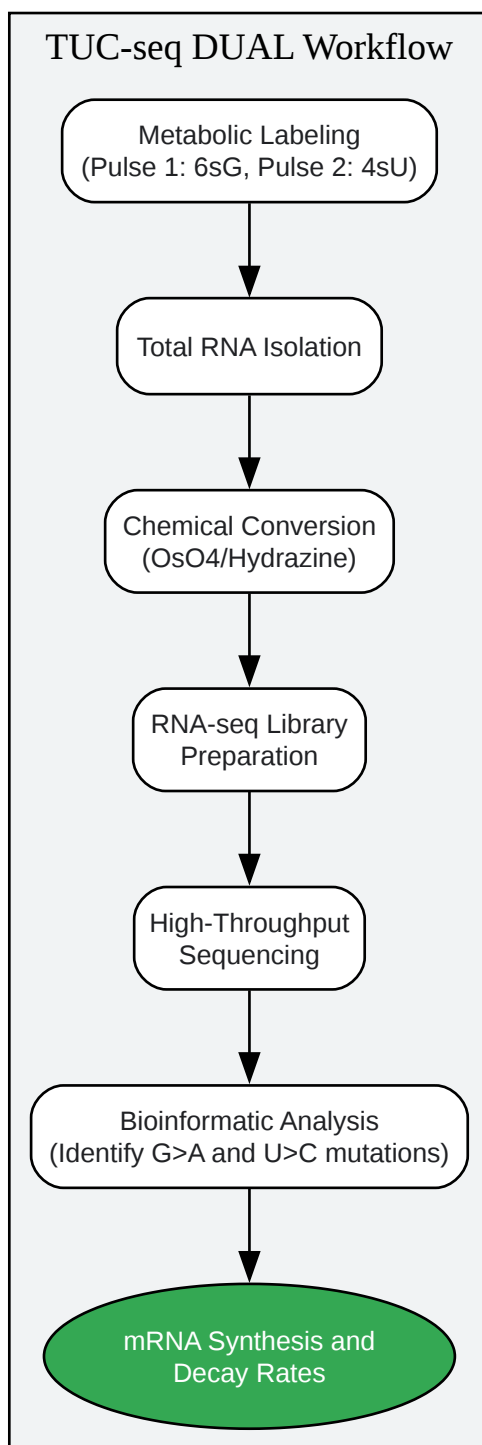 TUC-seq DUAL Workflow
Metabolic Labeling
(Pulse 1: 6sG, Pulse 2: 4sU)
Total RNA Isolation
Chemical Conversion
(OsO4/Hydrazine)
RNA-seq Library
Preparation
High-Throughput
Sequencing
Bioinformatic Analysis
(Identify G>A and U>C mutations)
mRNA Synthesis and
Decay Rates